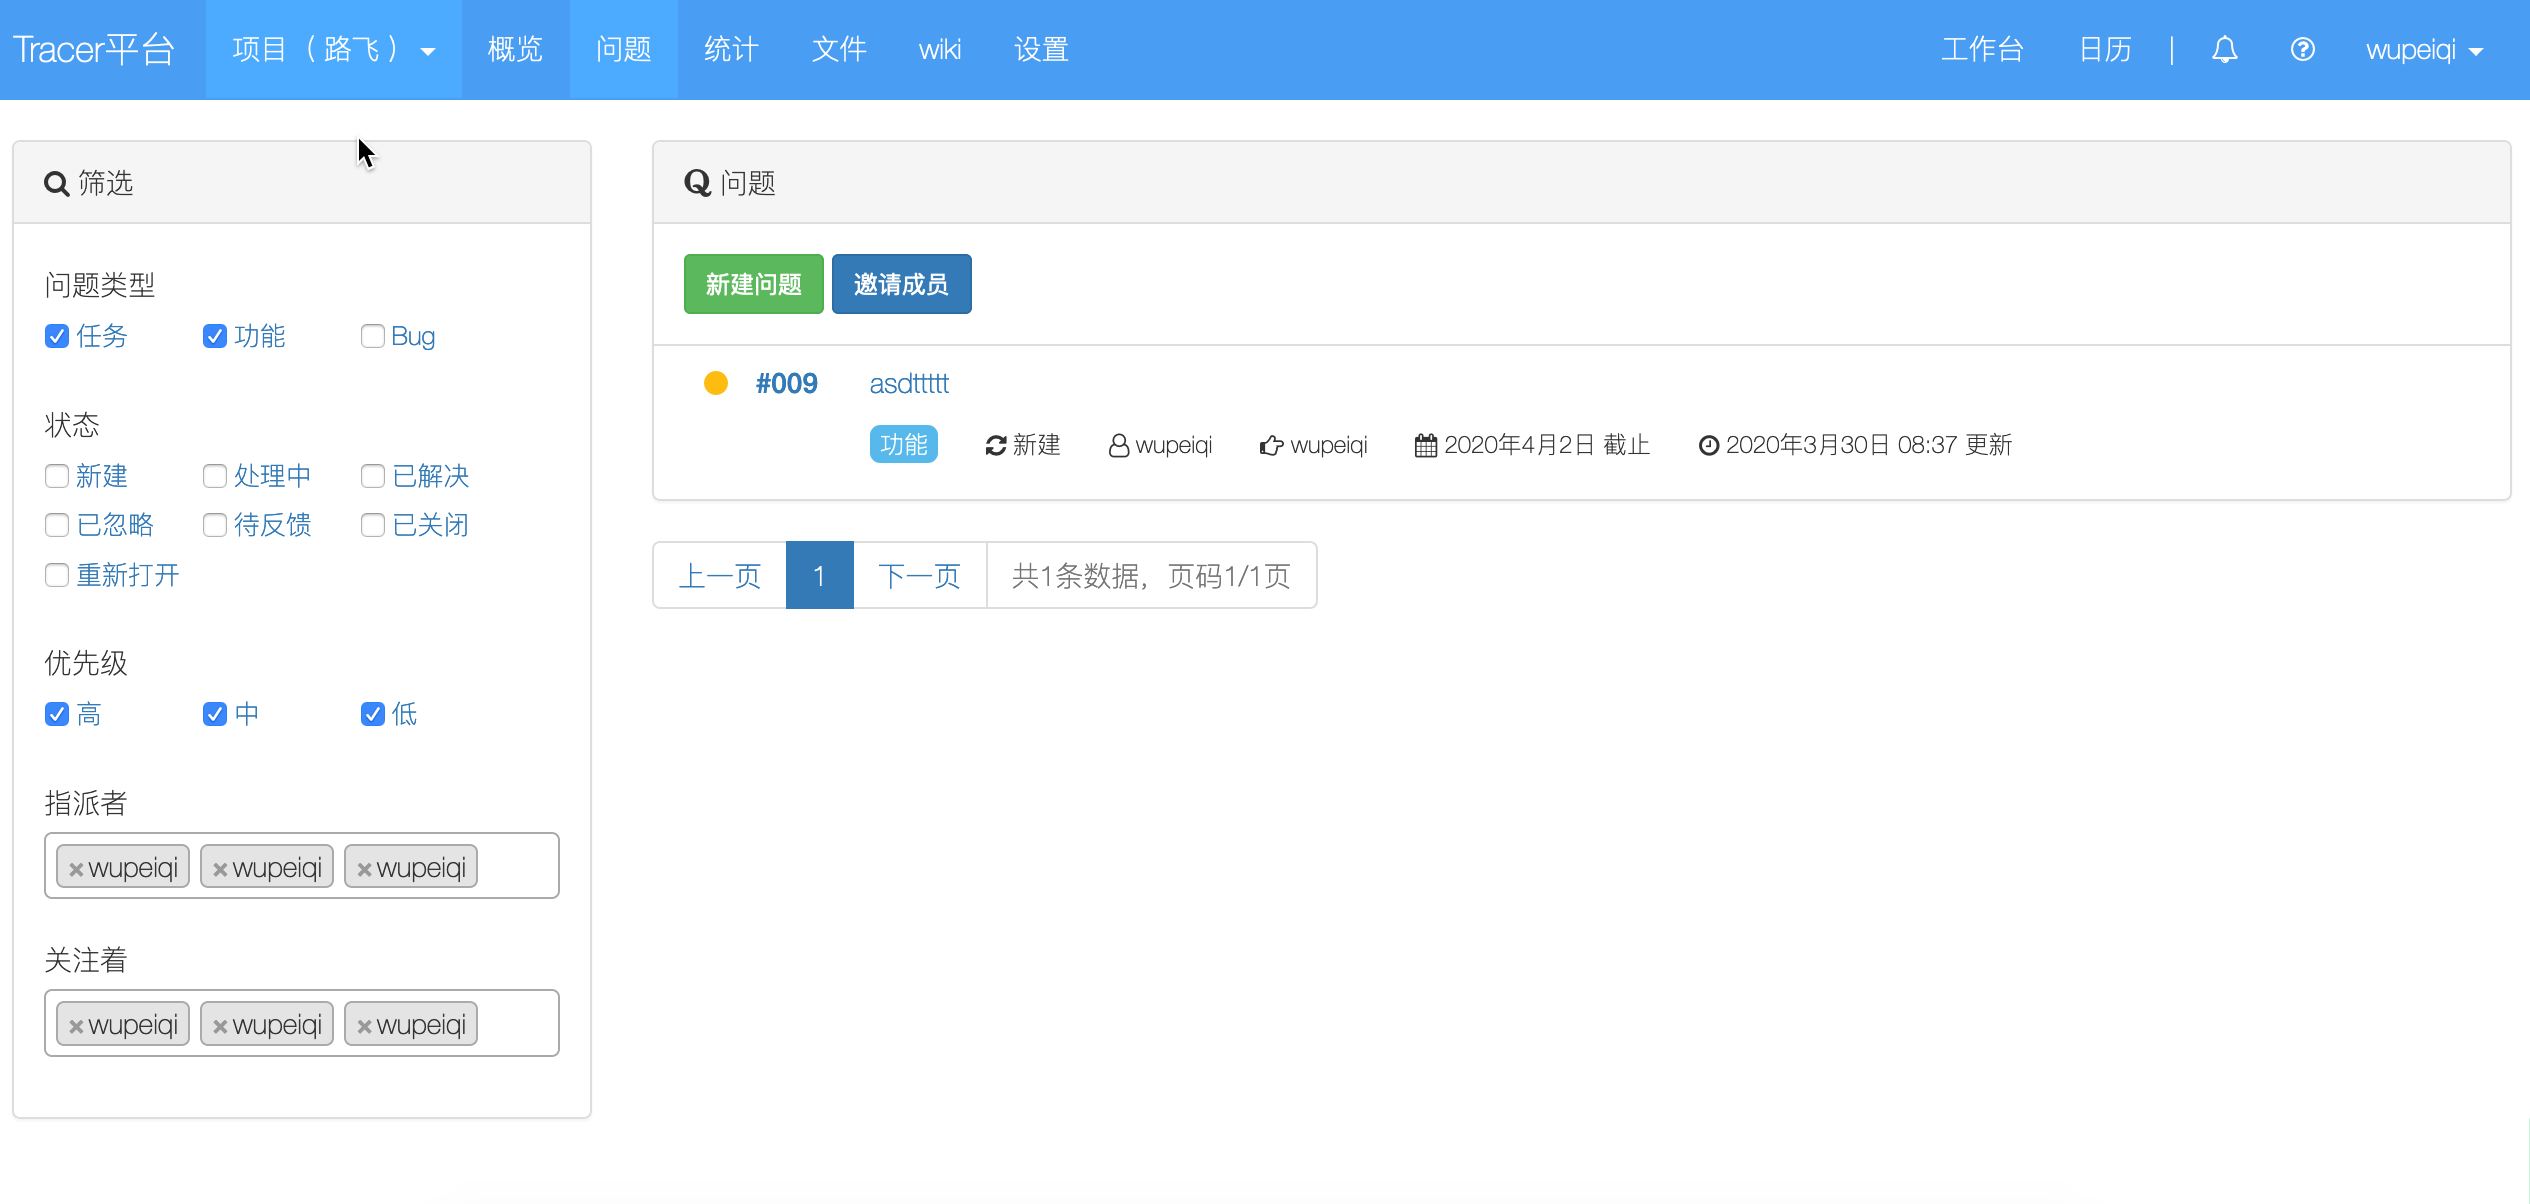 Tracer平台 项目（路飞） 概览 问题 统计 文件 wiki 设置 工作台 日历 | wupeiqi
筛选
问题类型
任务 功能 Bug
状态
新建 处理中 已解决
已忽略 待反馈 已关闭
重新打开
优先级
高 中 低
指派者
×wupeiqi ×wupeiqi ×wupeiqi
关注着
×wupeiqi ×wupeiqi ×wupeiqi
问题
新建问题 邀请成员
#009 asdttttt
功能 新建 wupeiqi wupeiqi 2020年4月2日 截止 2020年3月30日 08:37 更新
上一页 1 下一页 共1条数据，页码1/1页